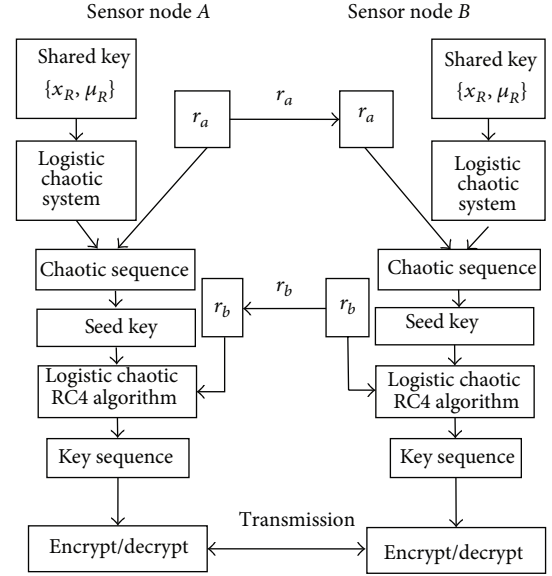 Sensor node A
Sensor node B
Shared key
{x_R, μ_R}
Shared key
{x_R, μ_R}
r_a
r_a
r_a
Logistic
chaotic
system
Logistic
chaotic
system
Chaotic sequence
Chaotic sequence
r_b
r_b
r_b
Seed key
Seed key
Logistic chaotic
RC4 algorithm
Logistic chaotic
RC4 algorithm
Key sequence
Key sequence
Transmission
Encrypt/decrypt
Encrypt/decrypt